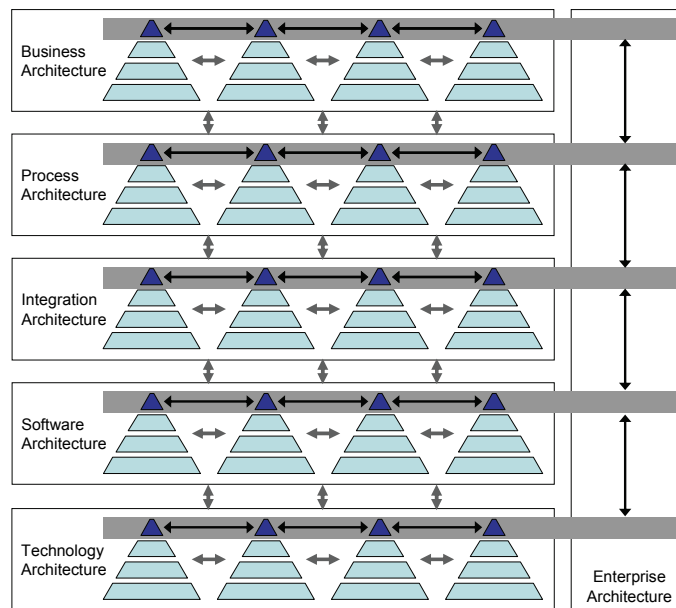 Business
Architecture
Process
Architecture
Integration
Architecture
Software
Architecture
Technology
Architecture
Enterprise
Architecture